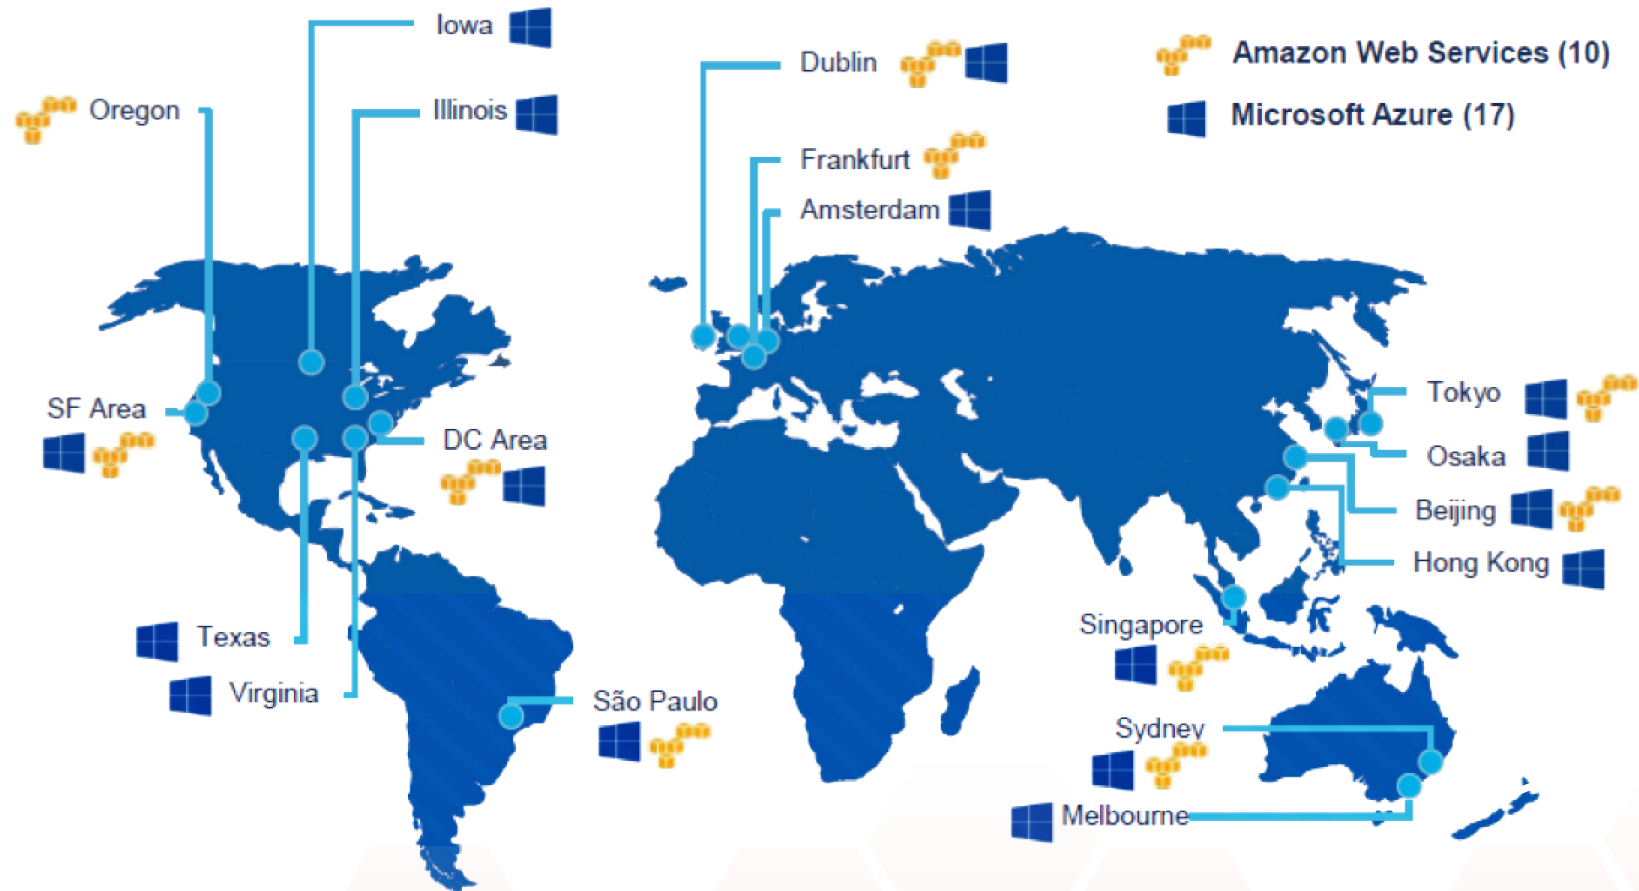 Iowa
Dublin
Amazon Web Services (10)
Oregon
Illinois
Microsoft Azure (17)
Frankfurt
Amsterdam
SF Area
Tokyo
DC Area
Osaka
Beijing
Hong Kong
Singapore
Texas
Virginia
São Paulo
Sydney
Melbourne